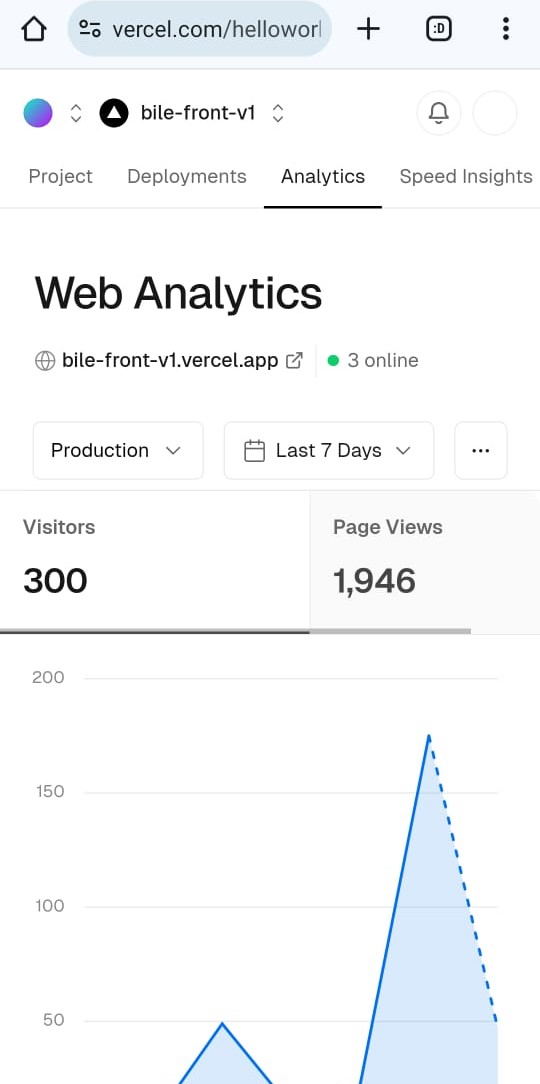 vercel.com/hellowor
:D
bile-front-v1
Project Deployments Analytics Speed Insights
Web Analytics
bile-front-v1.vercel.app 3 online
Production Last 7 Days ...
Visitors Page Views
300 1,946
200
150
100
50